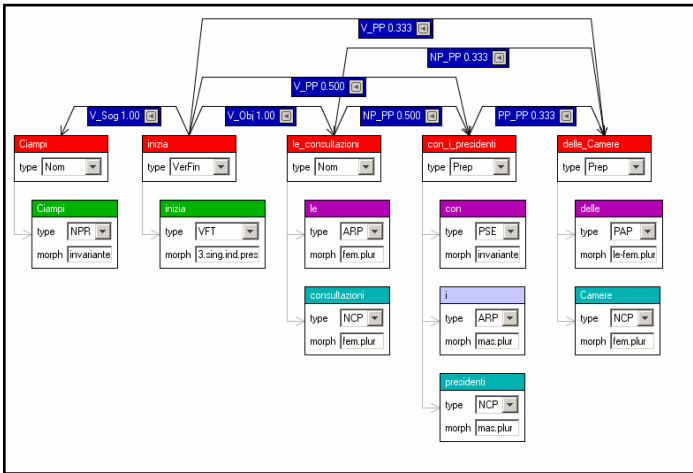 V_PP 0.333
NP_PP 0.333
V_PP 0.500
V_Sog 1.00 V_Obj 1.00 NP_PP 0.500 PP_PP 0.333
Ciampi inizia le_consultazioni con_i_presidenti delle_Camere
type Nom type VerFin type Nom type Prep type Prep
Ciampi inizia le con delle
type NPR type VFT type ARP type PSE type PAP
morph invariante morph 3.sing.ind.pres morph fem.plur morph invariante morph le-fem.plur
consultazioni i Camere
type NCP type ARP type NCP
morph fem.plur morph mas.plur morph fem.plur
presidenti
type NCP
morph mas.plur